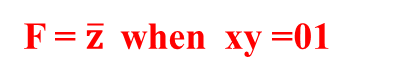 F = z̅ when xy =01